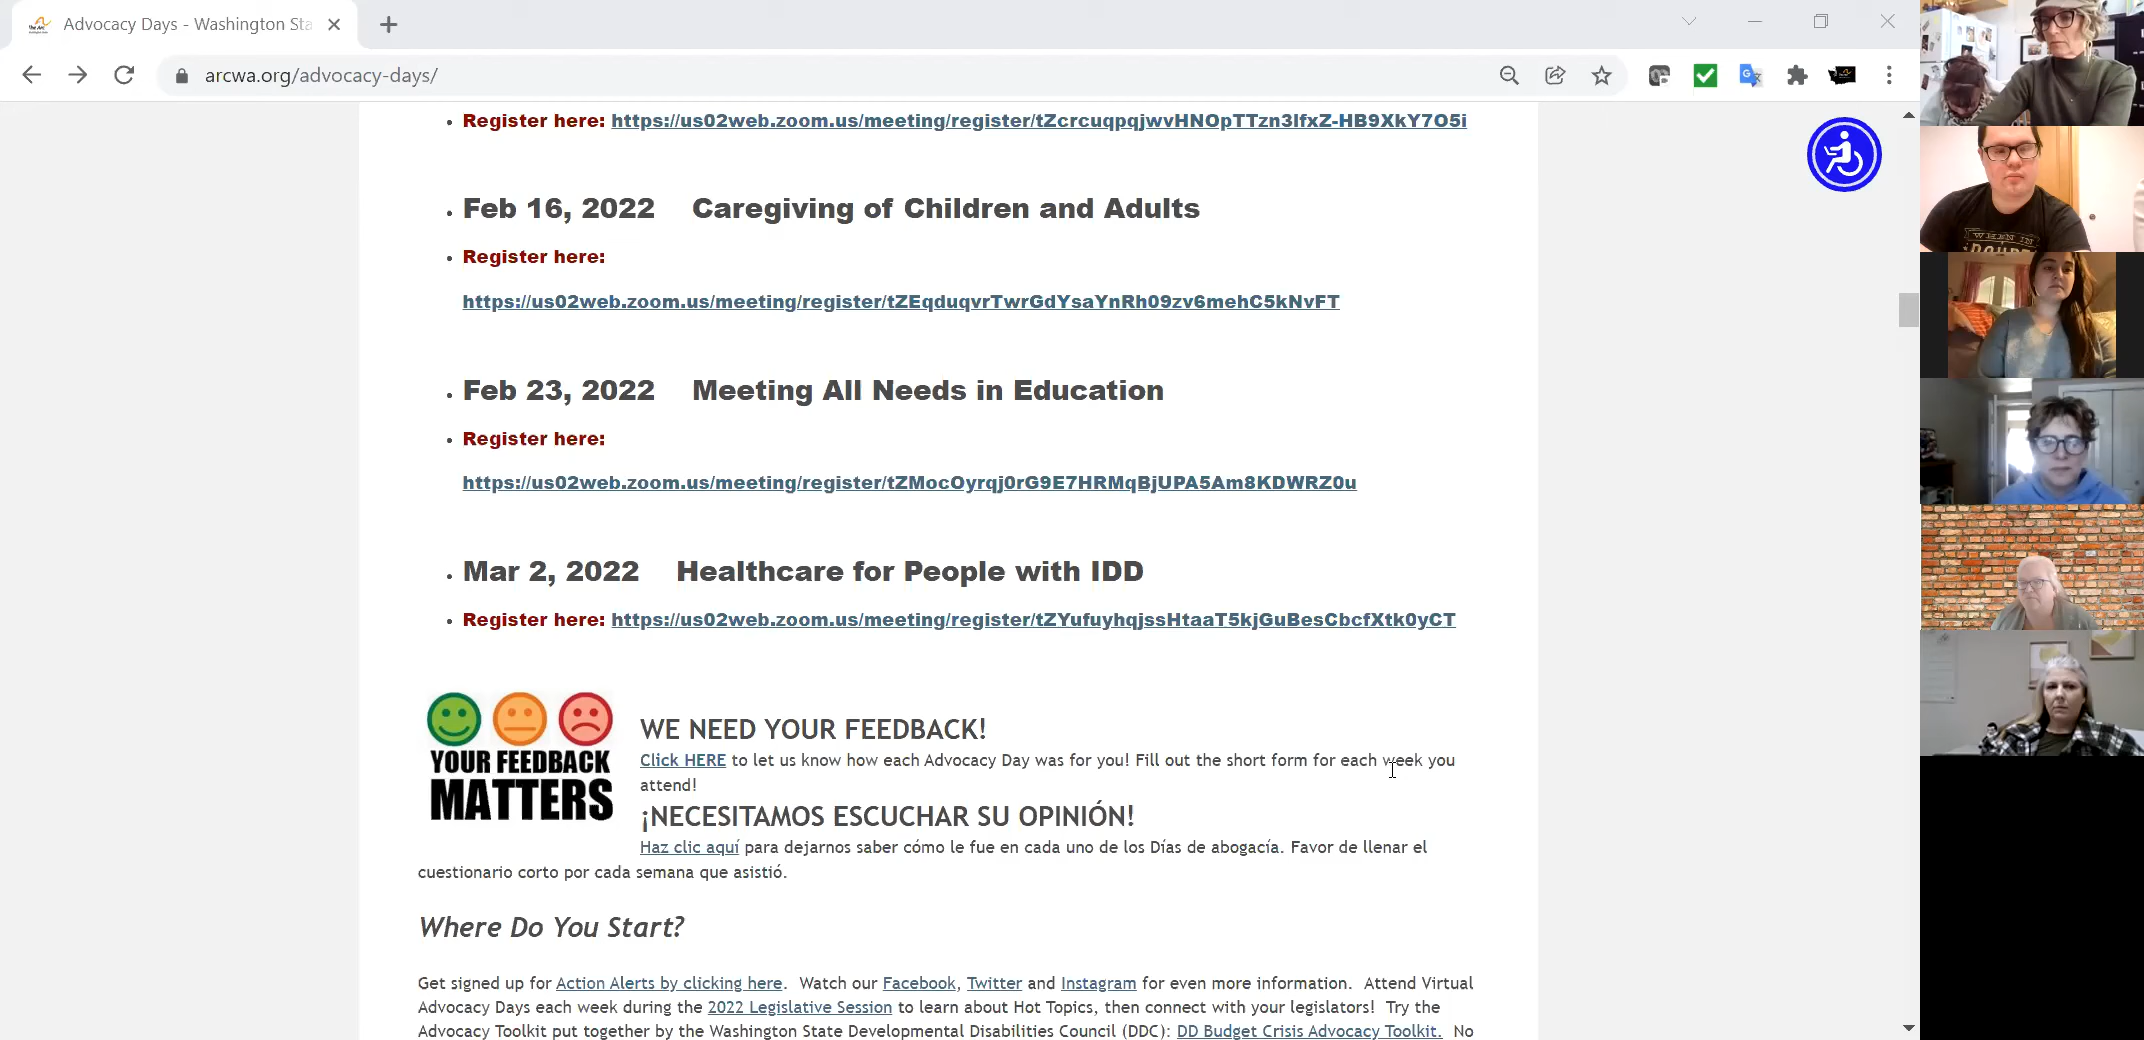 Advocacy Days - Washington Sta
arcwa.org/advocacy-days/
Register here: https://us02web.zoom.us/meeting/register/tZcrcuqpqjwvHNOpTTzn3lfxZ-HB9XkY7O5i
Feb 16, 2022 Caregiving of Children and Adults
Register here:
https://us02web.zoom.us/meeting/register/tZEqduqvrTwrGdYsaYnRh09zv6mehC5kNvFT
Feb 23, 2022 Meeting All Needs in Education
Register here:
https://us02web.zoom.us/meeting/register/tZMocOyrqj0rG9E7HRMqBjUPA5Am8KDWRZ0u
Mar 2, 2022 Healthcare for People with IDD
Register here: https://us02web.zoom.us/meeting/register/tZYufuyhqjssHtaaT5kjGuBesCbcfXtk0yCT
YOUR FEEDBACK
MATTERS
WE NEED YOUR FEEDBACK!
Click HERE to let us know how each Advocacy Day was for you! Fill out the short form for each week you
attend!
¡NECESITAMOS ESCUCHAR SU OPINIÓN!
Haz clic aquí para dejarnos saber cómo le fue en cada uno de los Días de abogacía. Favor de llenar el
cuestionario corto por cada semana que asistió.
Where Do You Start?
Get signed up for Action Alerts by clicking here. Watch our Facebook, Twitter and Instagram for even more information. Attend Virtual
Advocacy Days each week during the 2022 Legislative Session to learn about Hot Topics, then connect with your legislators! Try the
Advocacy Toolkit put together by the Washington State Developmental Disabilities Council (DDC): DD Budget Crisis Advocacy Toolkit. No
WHEN IN
DOUBT